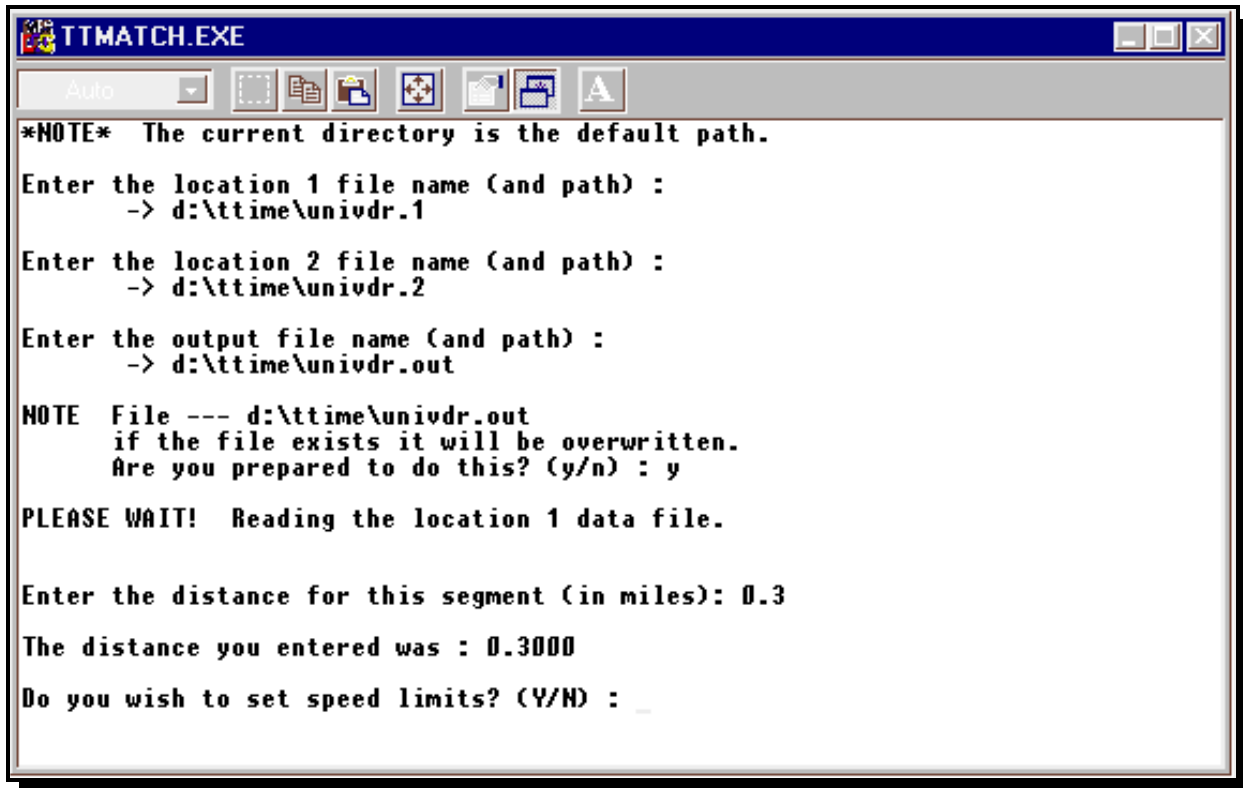 TTMATCH.EXE
Auto
A
*NOTE*  The current directory is the default path.
Enter the location 1 file name (and path) :
-> d:\ttime\univdr.1
Enter the location 2 file name (and path) :
-> d:\ttime\univdr.2
Enter the output file name (and path) :
-> d:\ttime\univdr.out
NOTE  File --- d:\ttime\univdr.out
if the file exists it will be overwritten.
Are you prepared to do this? (y/n) : y
PLEASE WAIT!  Reading the location 1 data file.
Enter the distance for this segment (in miles): 0.3
The distance you entered was : 0.3000
Do you wish to set speed limits? (Y/N) : _